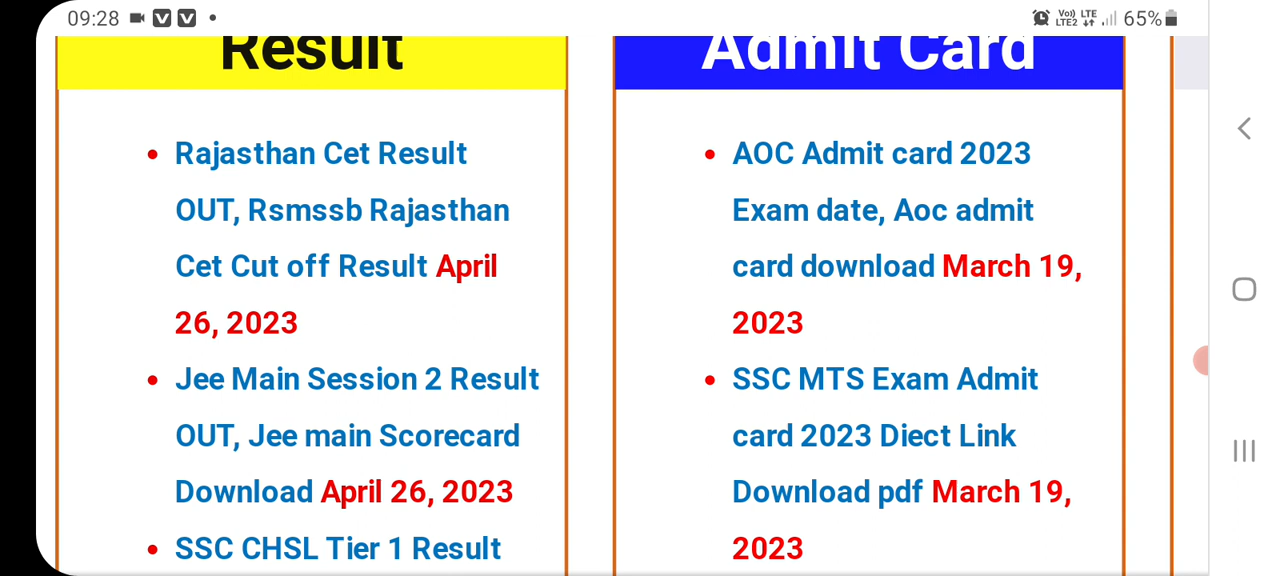 09:28
Vo) LTE
LTE2
65%
Result
Rajasthan Cet Result
OUT, Rsmssb Rajasthan
Cet Cut off Result April
26, 2023
Jee Main Session 2 Result
OUT, Jee main Scorecard
Download April 26, 2023
SSC CHSL Tier 1 Result
Admit Card
AOC Admit card 2023
Exam date, Aoc admit
card download March 19,
2023
SSC MTS Exam Admit
card 2023 Diect Link
Download pdf March 19,
2023